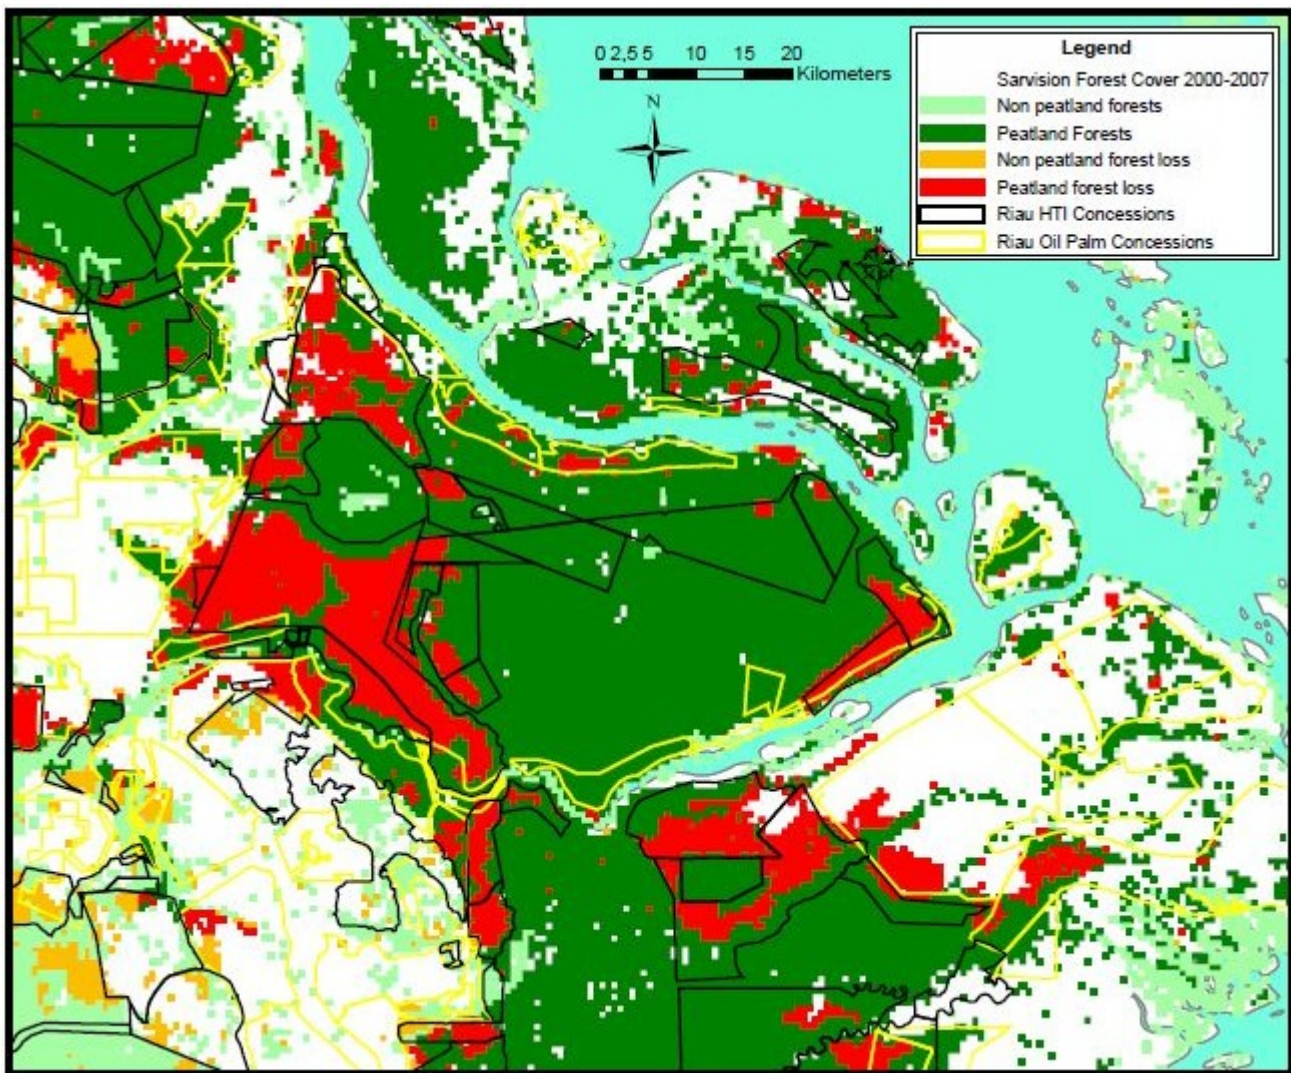 0 2,5 5 10 15 20
Kilometers
N
Legend
Sarvision Forest Cover 2000-2007
Non peatland forests
Peatland Forests
Non peatland forest loss
Peatland forest loss
Riau HTI Concessions
Riau Oil Palm Concessions